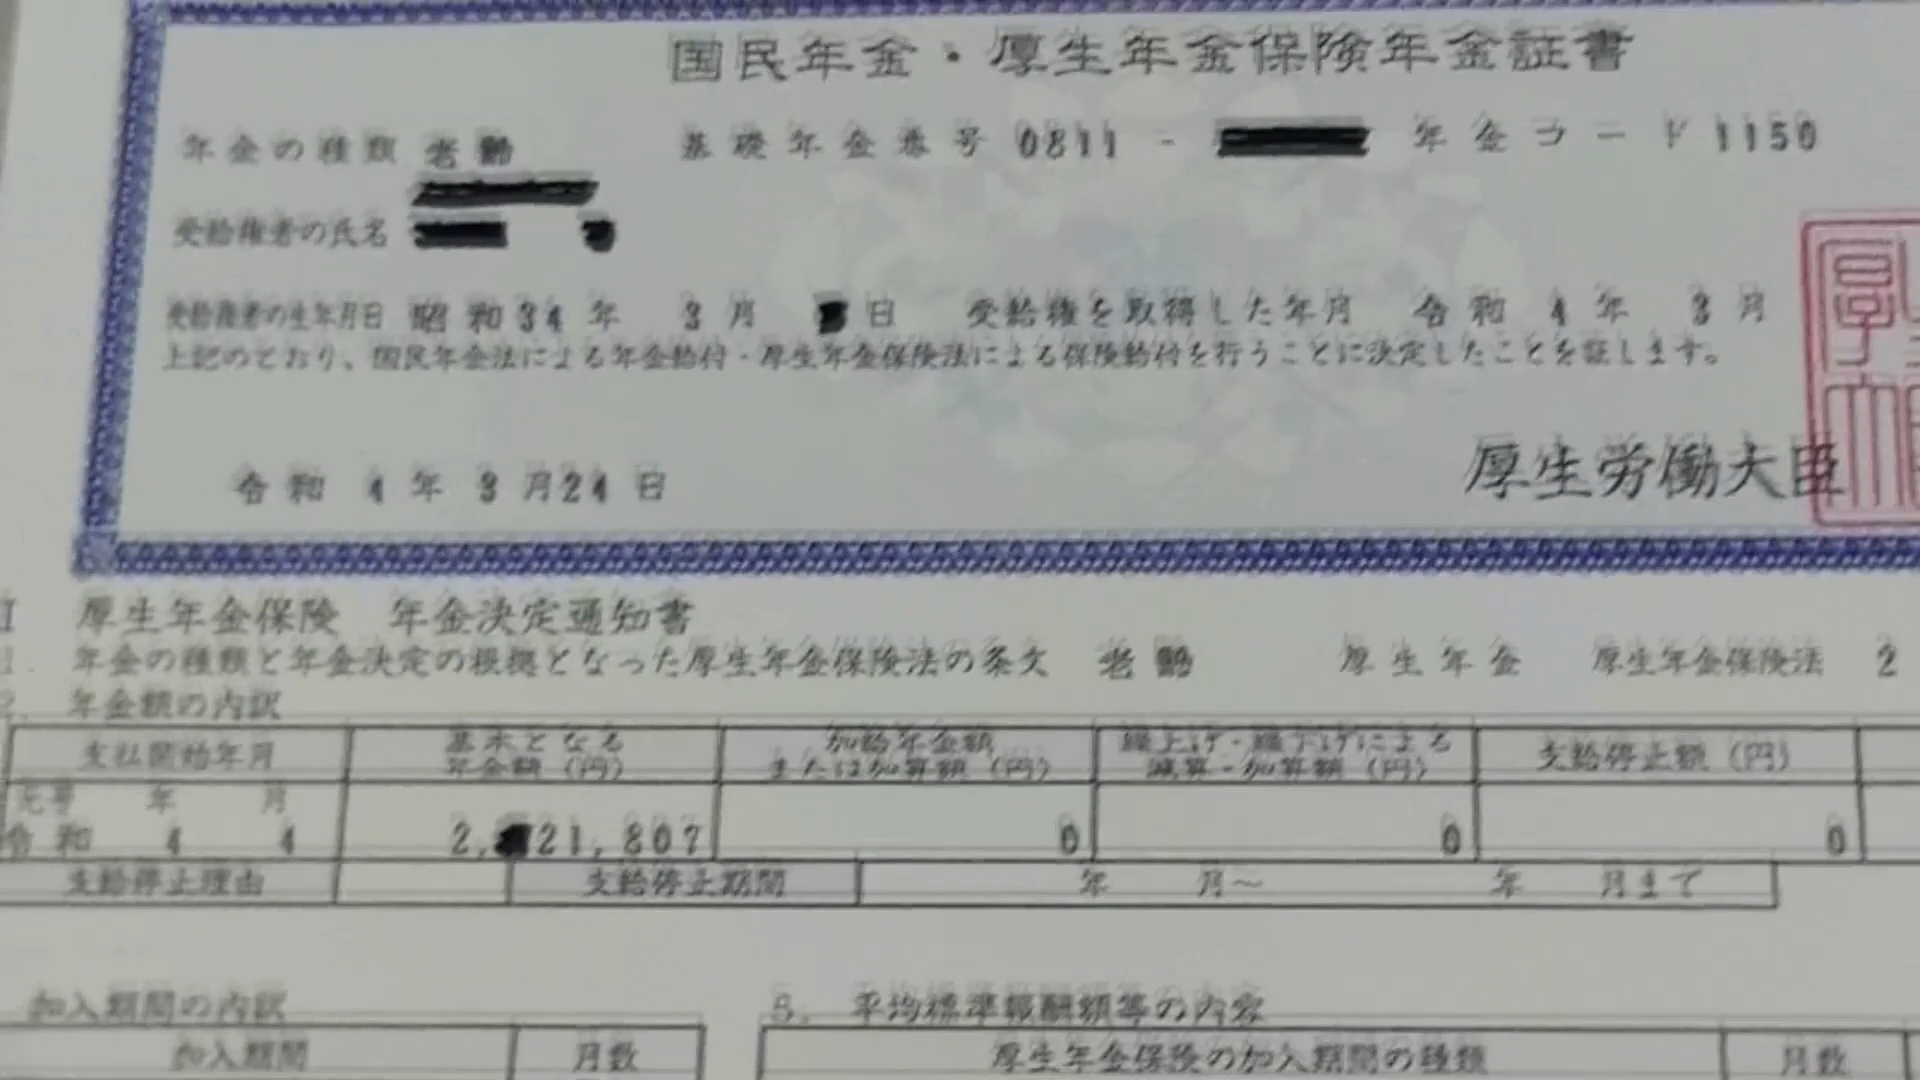 国民年金・厚生年金保険年金証書
年金の種類 老齢 基礎年金番号 0811 - 年金コード 1150
受給権者の氏名
受給権者の生年月日 昭和34年 3月 日 受給権を取得した年月 令和 4年 3月
上記のとおり、国民年金法による年金給付・厚生年金保険法による保険給付を行うことに決定したことを証します。
厚生労働大臣
令和 4年 3月24日
厚生年金保険 年金決定通知書
年金の種類と年金決定の根拠となった厚生年金保険法の条文 老齢 厚生年金 厚生年金保険法 2
2. 年金額の内訳
支払開始年月 基本となる年金額(円) 加給年金額または加算額(円) 繰上げ・繰下げによる減算・加算額(円) 支給停止額(円)
元号 年 月
令和 4 4 2, 21,807 0 0 0
支給停止理由 支給停止期間 年 月〜 年 月まで
加入期間の内訳 5. 平均標準報酬額等の内容
加入期間 月数 厚生年金保険の加入期間の種類 月数